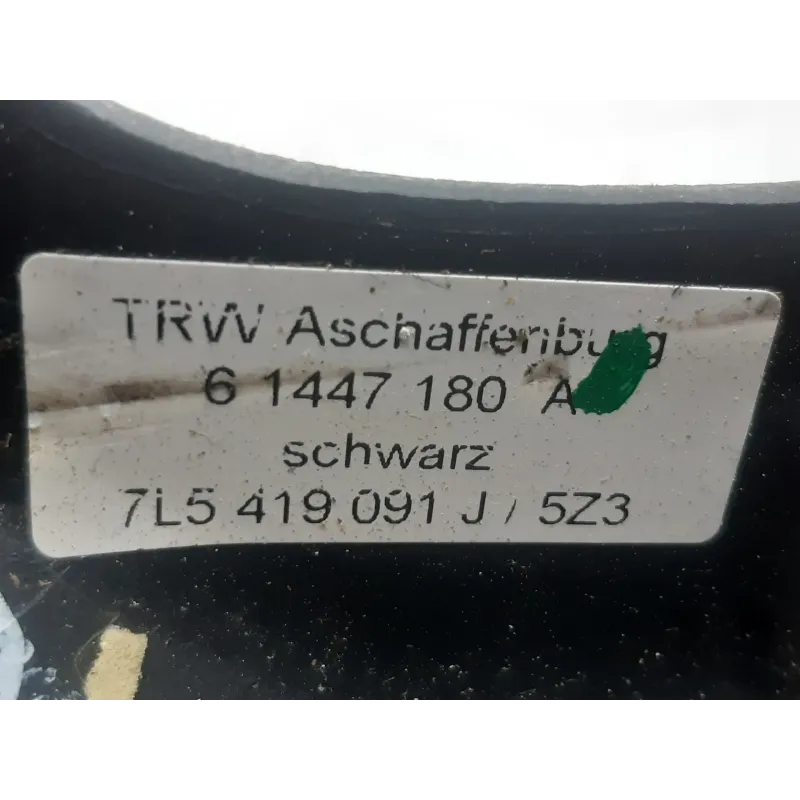 TRW Aschaffenburg
6 1447 180 A
schwarz
7L5 419 091 J / 5Z3